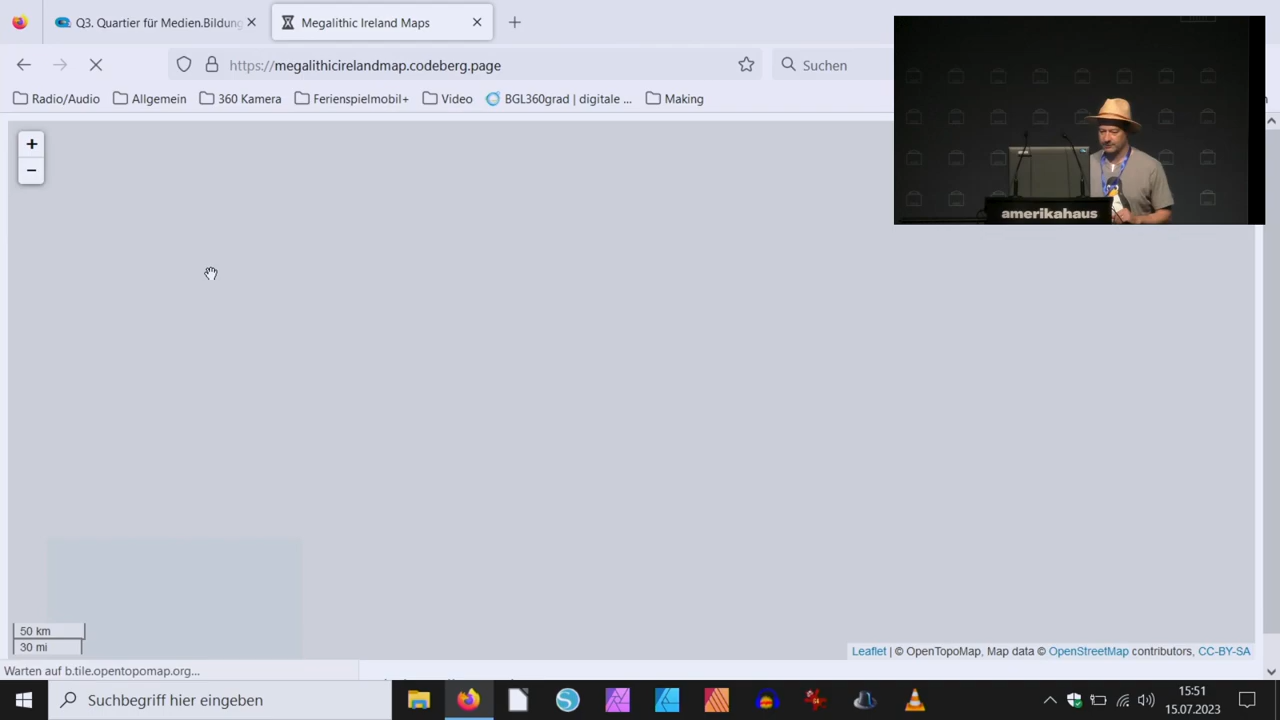 Q3. Quartier für Medien.Bildung
Megalithic Ireland Maps
https://megalithicirelandmap.codeberg.page
Suchen
Radio/Audio
Allgemein
360 Kamera
Ferienspielmobil+
Video
BGL360grad | digitale ...
Making
+
−
amerikahaus
50 km
30 mi
Leaflet | © OpenTopoMap, Map data © OpenStreetMap contributors, CC-BY-SA
Warten auf b.tile.opentopomap.org...
Suchbegriff hier eingeben
15:51
15.07.2023